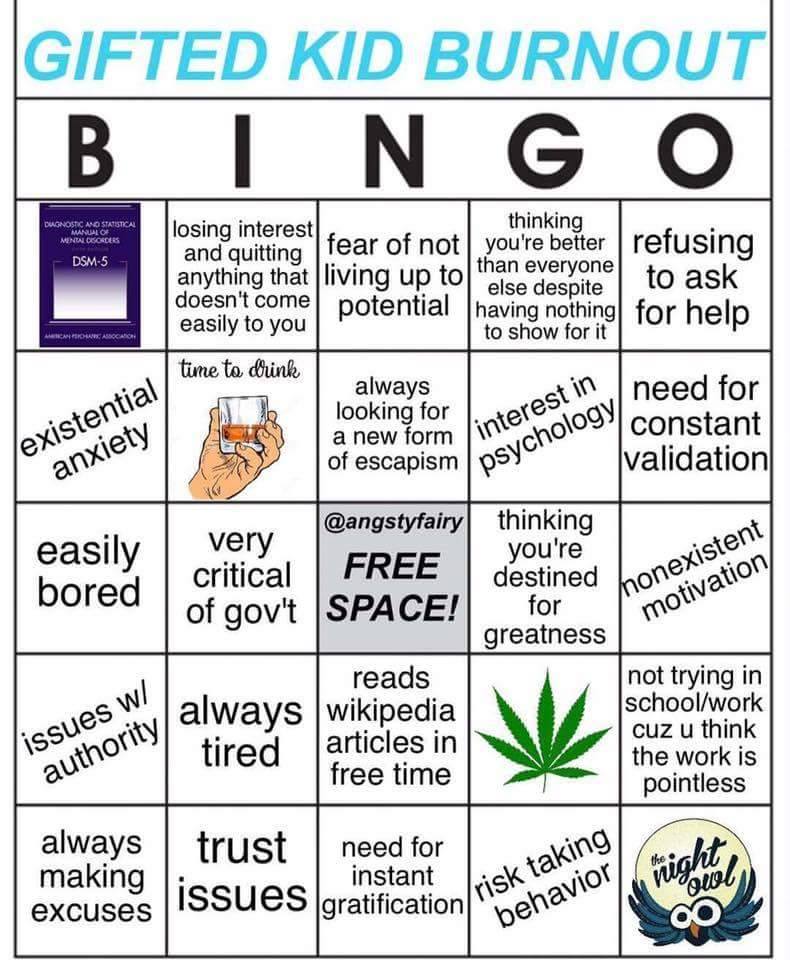 GIFTED KID BURNOUT
B I N G O
DIAGNOSTIC AND STATISTICAL
MANUAL OF
MENTAL DISORDERS
DSM-5
AMERICAN PSYCHIATRIC ASSOCIATION
losing interest
and quitting
anything that
doesn't come
easily to you
fear of not
living up to
potential
thinking
you're better
than everyone
else despite
having nothing
to show for it
refusing
to ask
for help
existential
anxiety
time to drink
always
looking for
a new form
of escapism
interest in
psychology
need for
constant
validation
easily
bored
very
critical
of gov't
@angstyfairy
FREE
SPACE!
thinking
you're
destined
for
greatness
nonexistent
motivation
issues w/
authority
always
tired
reads
wikipedia
articles in
free time
not trying in
school/work
cuz u think
the work is
pointless
always
making
excuses
trust
issues
need for
instant
gratification
risk taking
behavior
the
night
owl